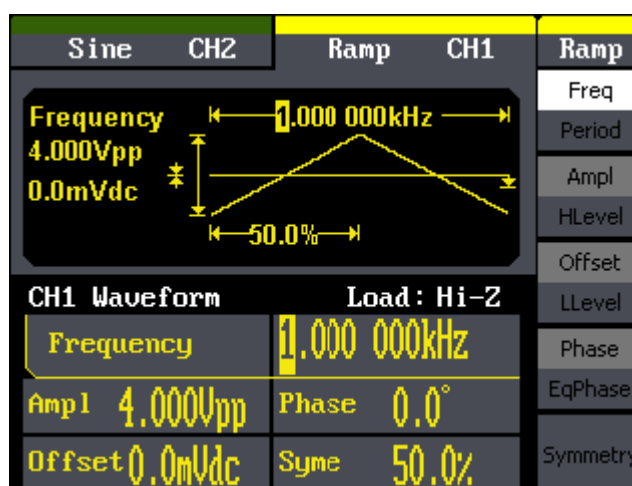 Sine CH2 Ramp CH1 Ramp
Frequency 1.000 000kHz
4.000Vpp
0.0mVdc
50.0%
CH1 Waveform Load: Hi-Z
Frequency 1.000 000kHz
Ampl 4.000Vpp Phase 0.0°
Offset 0.0mVdc Syme 50.0%
Freq
Period
Ampl
HLevel
Offset
LLevel
Phase
EqPhase
Symmetry